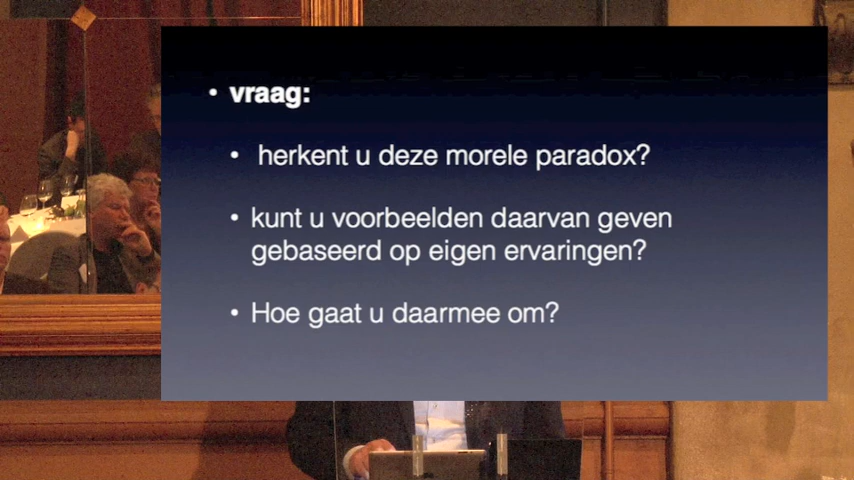 • vraag:
• herkent u deze morele paradox?
• kunt u voorbeelden daarvan geven
gebaseerd op eigen ervaringen?
• Hoe gaat u daarmee om?